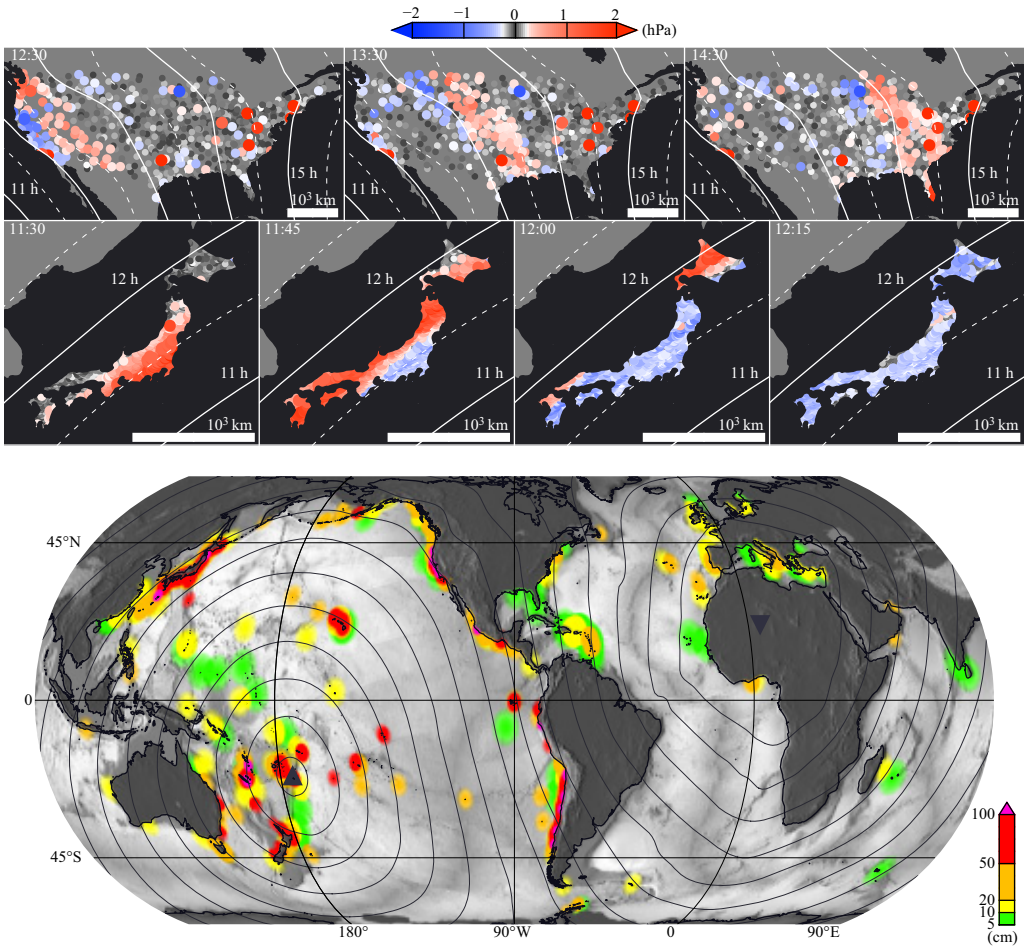 −2 −1 0 1 2 (hPa)
12:30 13:30 14:30
11 h 15 h 11 h 15 h 11 h 15 h
10³ km 10³ km 10³ km
11:30 11:45 12:00 12:15
12 h 12 h 12 h 12 h
11 h 11 h 11 h 11 h
10³ km 10³ km 10³ km 10³ km
45°N
0
45°S
180° 90°W 0 90°E
100
50
20
10
5
(cm)